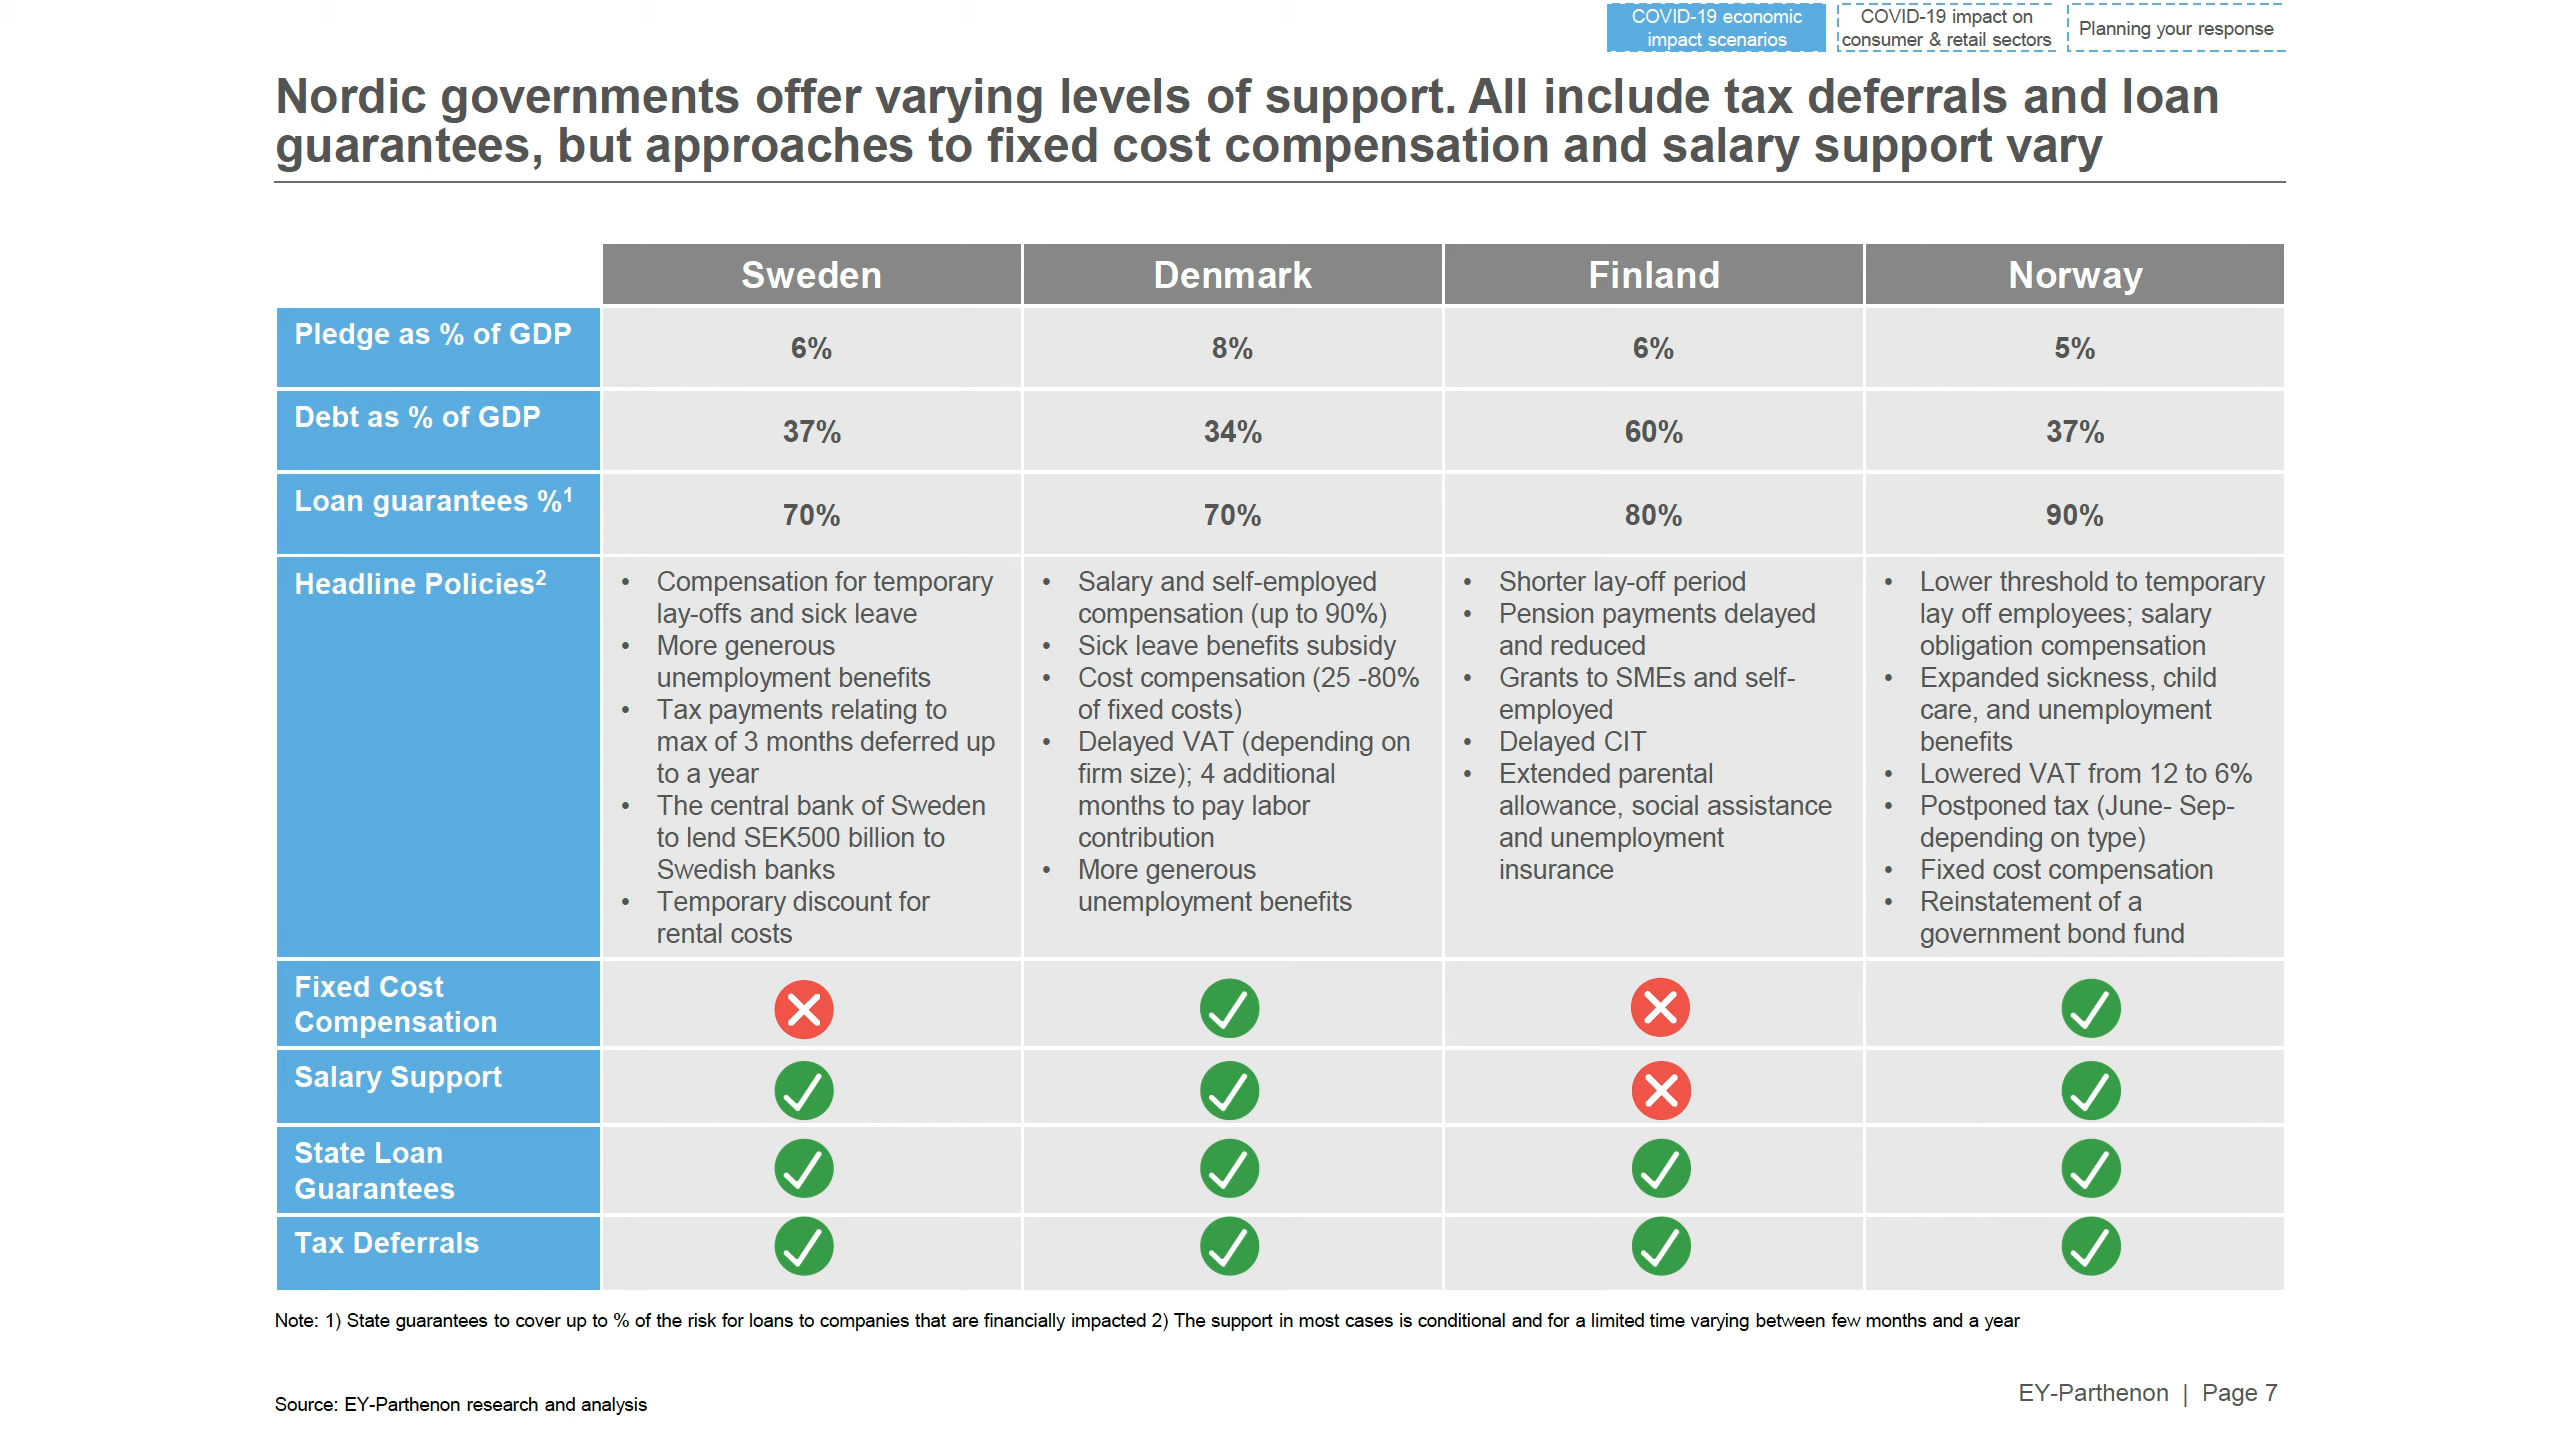 COVID-19 economic
impact scenarios
COVID-19 impact on
consumer & retail sectors
Planning your response
Nordic governments offer varying levels of support. All include tax deferrals and loan
guarantees, but approaches to fixed cost compensation and salary support vary
Sweden
Denmark
Finland
Norway
Pledge as % of GDP
6%
8%
6%
5%
Debt as % of GDP
37%
34%
60%
37%
Loan guarantees %1
70%
70%
80%
90%
Headline Policies2
• Compensation for temporary
lay-offs and sick leave
• More generous
unemployment benefits
• Tax payments relating to
max of 3 months deferred up
to a year
• The central bank of Sweden
to lend SEK500 billion to
Swedish banks
• Temporary discount for
rental costs
• Salary and self-employed
compensation (up to 90%)
• Sick leave benefits subsidy
• Cost compensation (25 -80%
of fixed costs)
• Delayed VAT (depending on
firm size); 4 additional
months to pay labor
contribution
• More generous
unemployment benefits
• Shorter lay-off period
• Pension payments delayed
and reduced
• Grants to SMEs and self-
employed
• Delayed CIT
• Extended parental
allowance, social assistance
and unemployment
insurance
• Lower threshold to temporary
lay off employees; salary
obligation compensation
• Expanded sickness, child
care, and unemployment
benefits
• Lowered VAT from 12 to 6%
• Postponed tax (June- Sep-
depending on type)
• Fixed cost compensation
• Reinstatement of a
government bond fund
Fixed Cost
Compensation
Salary Support
State Loan
Guarantees
Tax Deferrals
Note: 1) State guarantees to cover up to % of the risk for loans to companies that are financially impacted 2) The support in most cases is conditional and for a limited time varying between few months and a year
Source: EY-Parthenon research and analysis
EY-Parthenon | Page 7